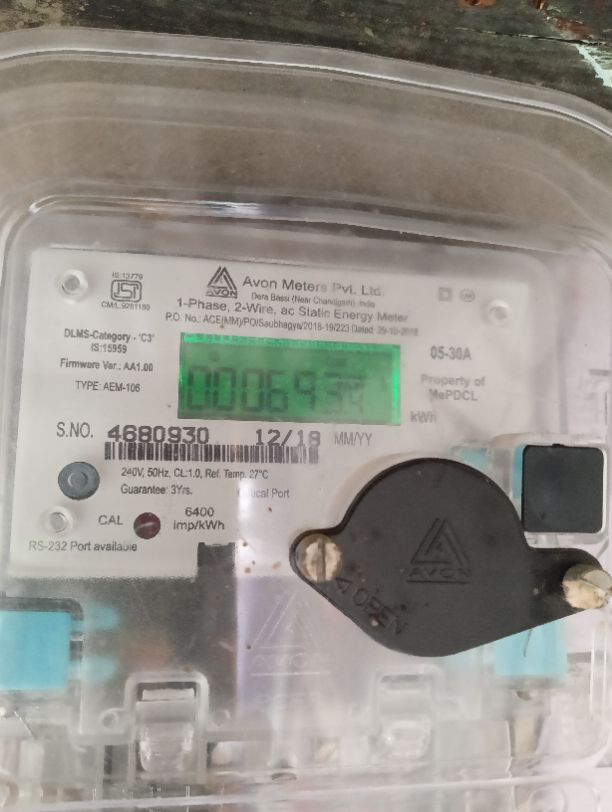 IS:13779
CM/L:9261185
AVON
Avon Meters Pvt. Ltd.
Dera Bassi (Near Chandigarh) India
1-Phase, 2-Wire, ac Static Energy Meter
P.O. No.: ACE(MM)/PO/Saubhagya/2018-19/223 Dated: 29-10-2018
DLMS-Category - 'C3'
IS:15959
Firmware Ver.: AA1.00
TYPE: AEM-106
05-30A
Property of
MePDCL
kWh
S.NO. 4680930 12/18 MM/YY
240V, 50Hz, CL:1.0, Ref. Temp. 27°C
Guarantee: 3Yrs.
Optical Port
CAL
6400
imp/kWh
RS-232 Port available
AVON
OPEN
AVON